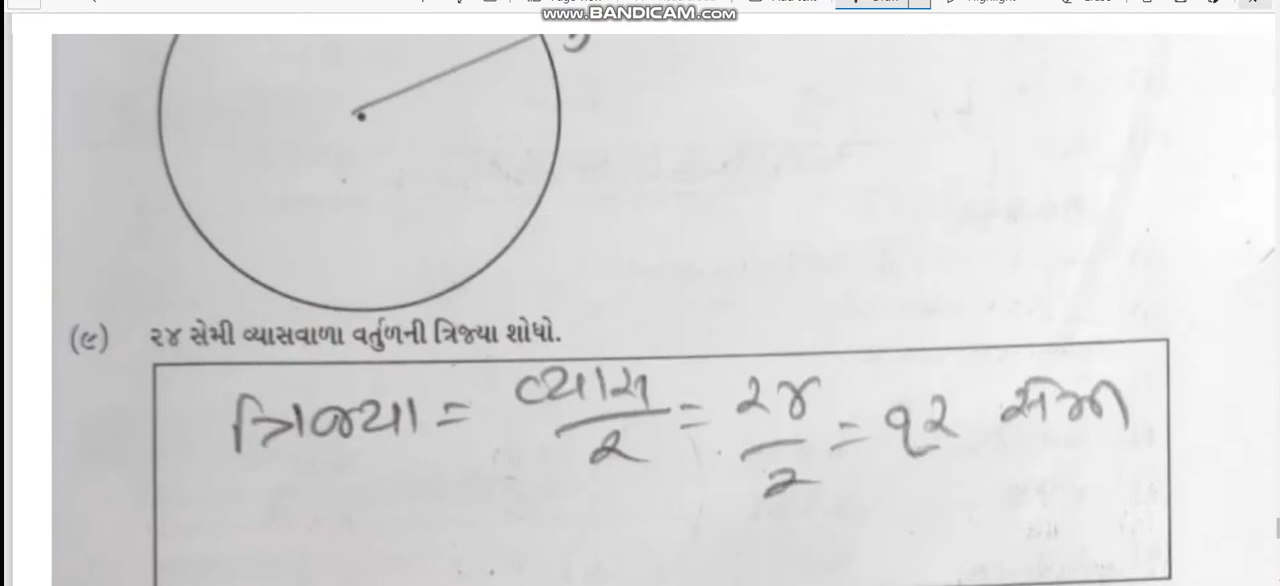 www.BANDICAM.com
(૯) ૨૪ સેમી વ્યાસવાળા વર્તુળની ત્રિજ્યા શોધો.
ત્રિજ્યા = વ્યાસ/૨ = ૨૪/૨ = ૧૨ સેમી